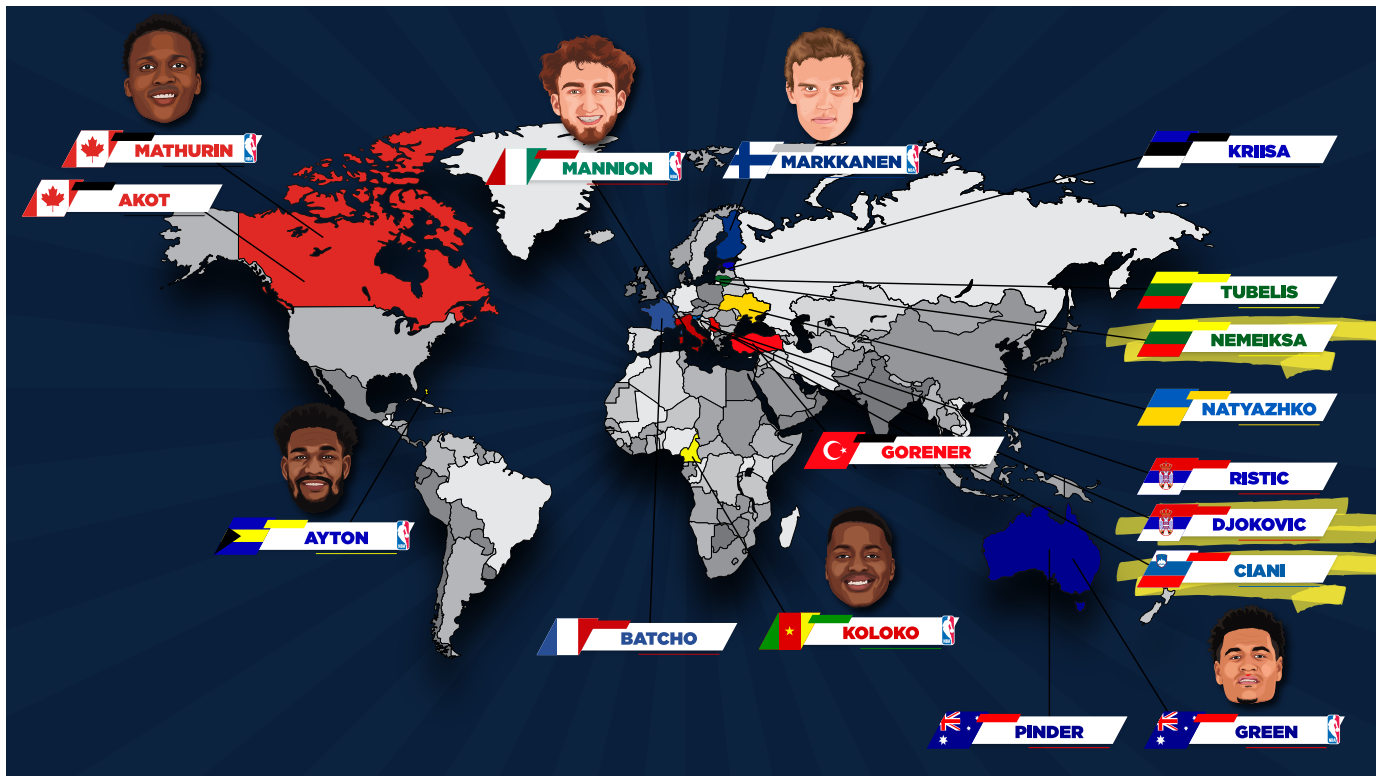 MATHURIN
AKOT
MANNION
MARKKANEN
KRIISA
TUBELIS
NEMEIKSA
NATYAZHKO
GORENER
RISTIC
DJOKOVIC
CIANI
AYTON
BATCHO
KOLOKO
PINDER
GREEN